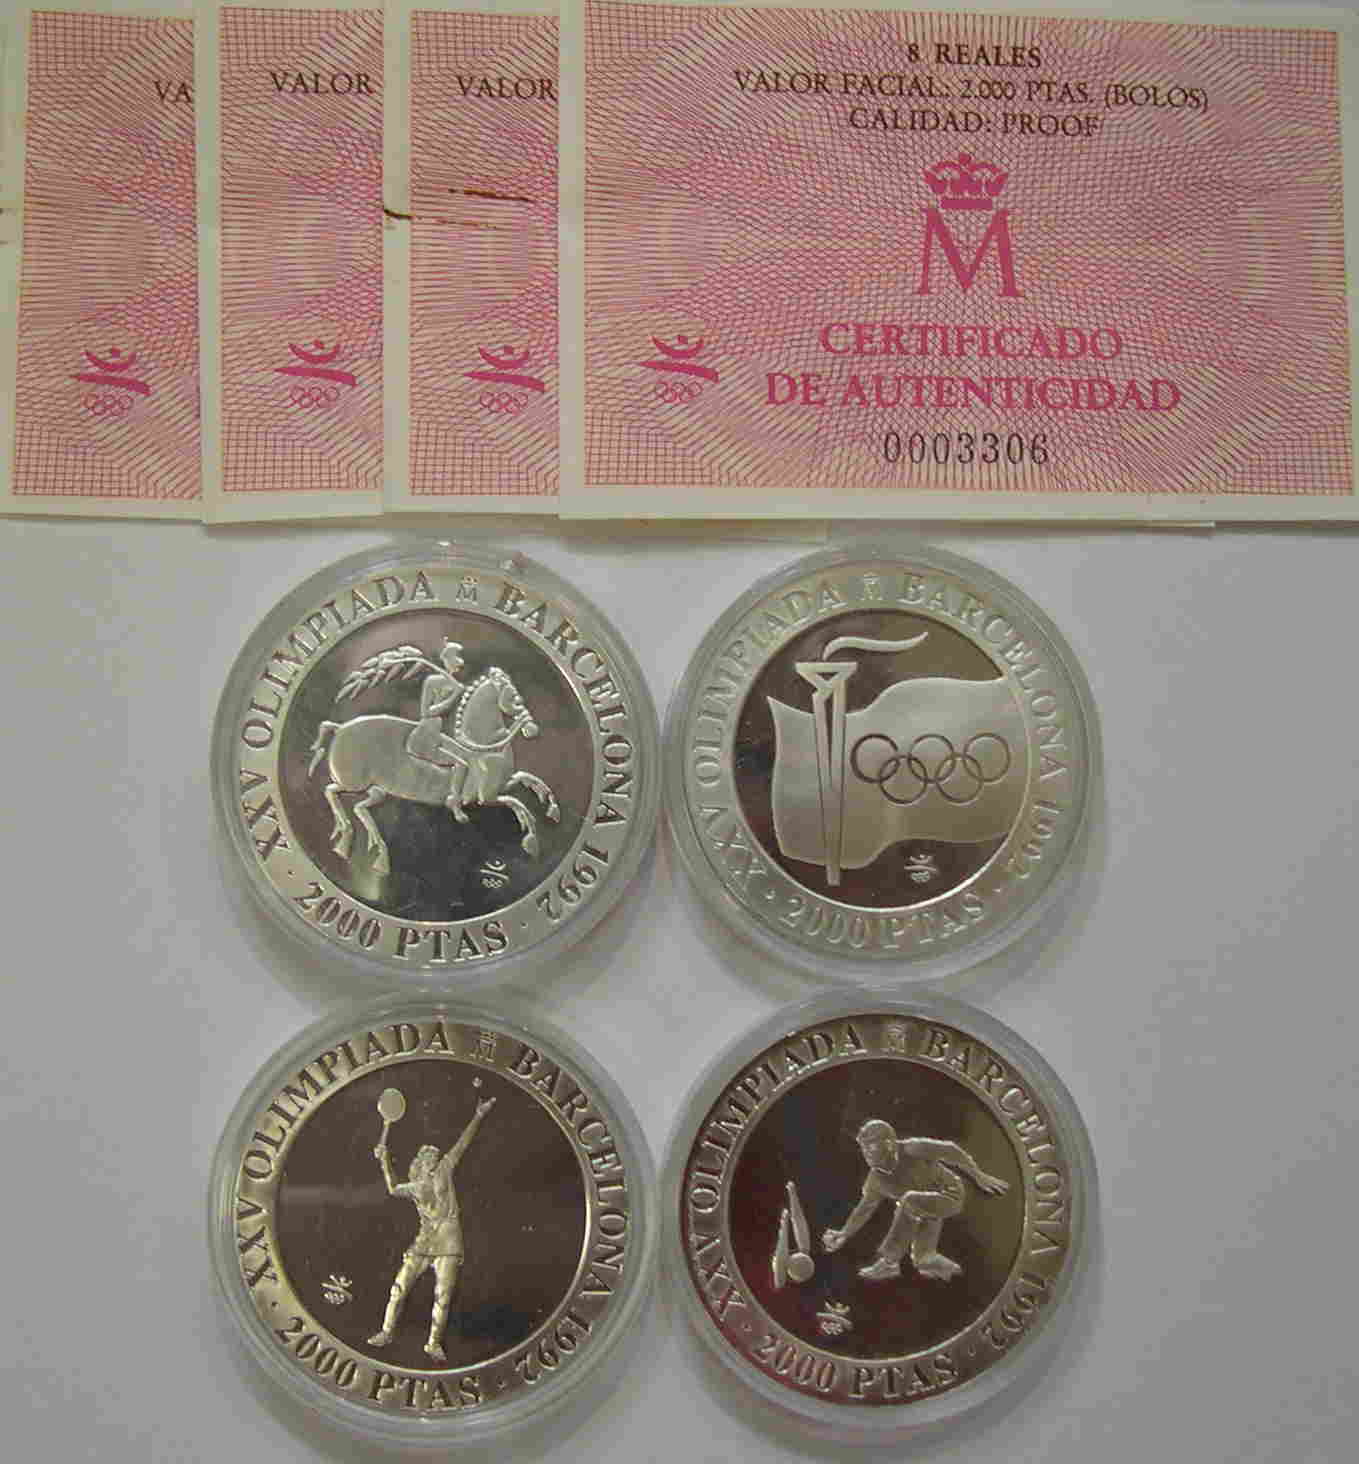 VA
VALOR
VALOR
8 REALES
VALOR FACIAL: 2.000 PTAS. (BOLOS)
CALIDAD: PROOF
M
CERTIFICADO
DE AUTENTICIDAD
0003306
XXV OLIMPIADA M BARCELONA 1992
· 2000 PTAS ·
XXV OLIMPIADA M BARCELONA 1992
· 2000 PTAS ·
XXV OLIMPIADA M BARCELONA 1992
· 2000 PTAS ·
XXV OLIMPIADA M BARCELONA 1992
· 2000 PTAS ·